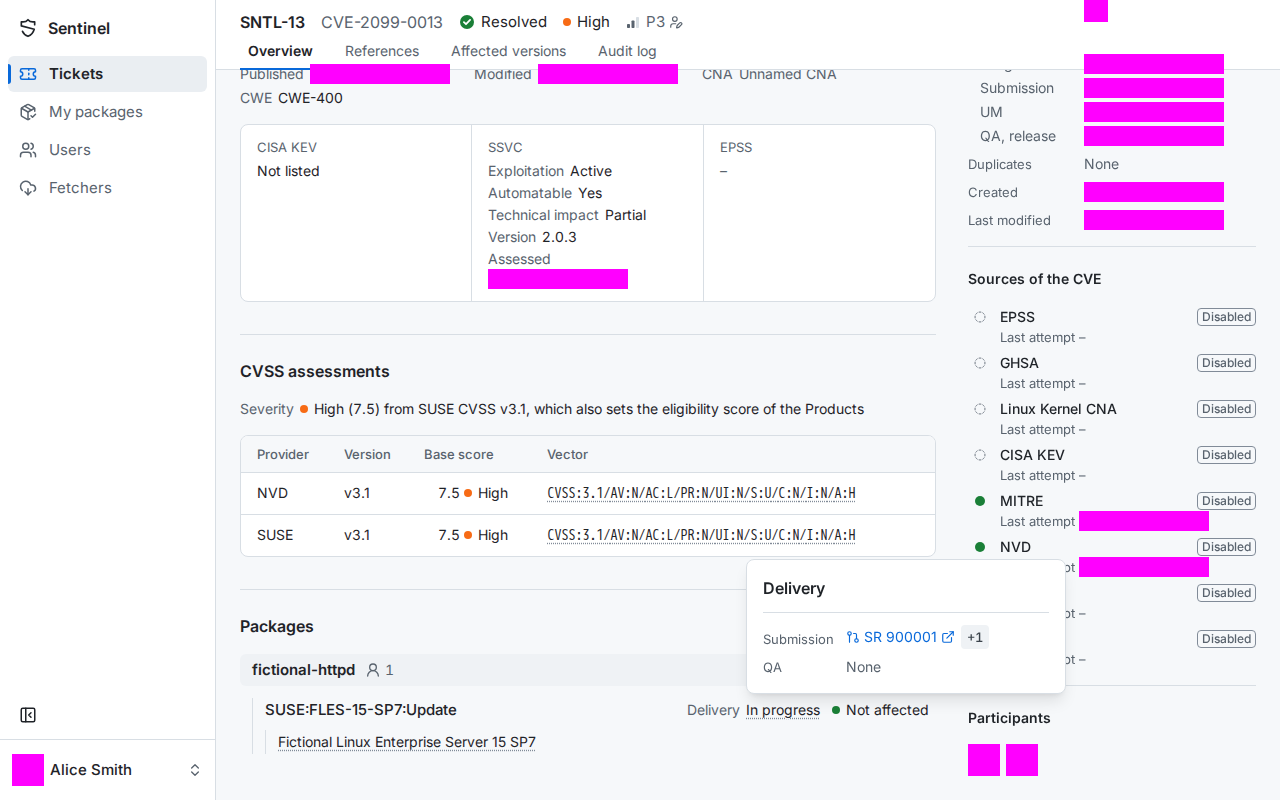 Sentinel
Tickets
My packages
Users
Fetchers
Alice Smith
SNTL-13 CVE-2099-0013 Resolved High P3
Overview References Affected versions Audit log
Published Modified CNA Unnamed CNA
CWE CWE-400
CISA KEV
Not listed
SSVC
Exploitation Active
Automatable Yes
Technical impact Partial
Version 2.0.3
Assessed
EPSS
–
CVSS assessments
Severity High (7.5) from SUSE CVSS v3.1, which also sets the eligibility score of the Products
Provider Version Base score Vector
NVD v3.1 7.5 High CVSS:3.1/AV:N/AC:L/PR:N/UI:N/S:U/C:N/I:N/A:H
SUSE v3.1 7.5 High CVSS:3.1/AV:N/AC:L/PR:N/UI:N/S:U/C:N/I:N/A:H
Packages
fictional-httpd 1
SUSE:FLES-15-SP7:Update Delivery In progress Not affected
Fictional Linux Enterprise Server 15 SP7
Delivery
Submission SR 900001 +1
QA None
Submission
UM
QA, release
Duplicates None
Created
Last modified
Sources of the CVE
EPSS Disabled
Last attempt –
GHSA Disabled
Last attempt –
Linux Kernel CNA Disabled
Last attempt –
CISA KEV Disabled
Last attempt –
MITRE Disabled
Last attempt
NVD Disabled
Disabled
Disabled
Participants